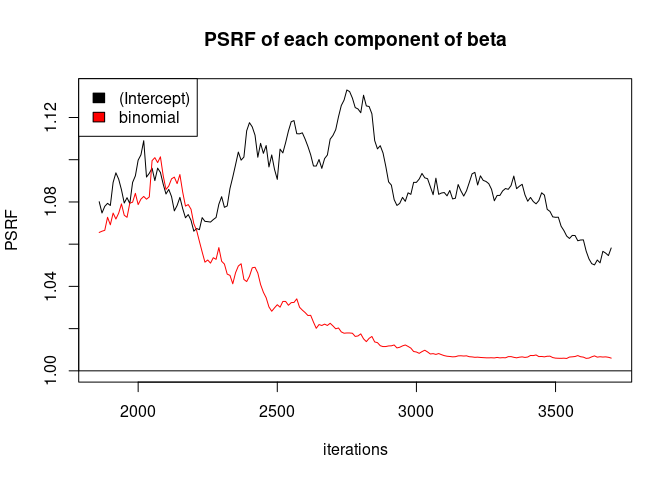 PSRF of each component of beta
(Intercept)
binomial
PSRF
1.12
1.08
1.04
1.00
2000 2500 3000 3500
iterations